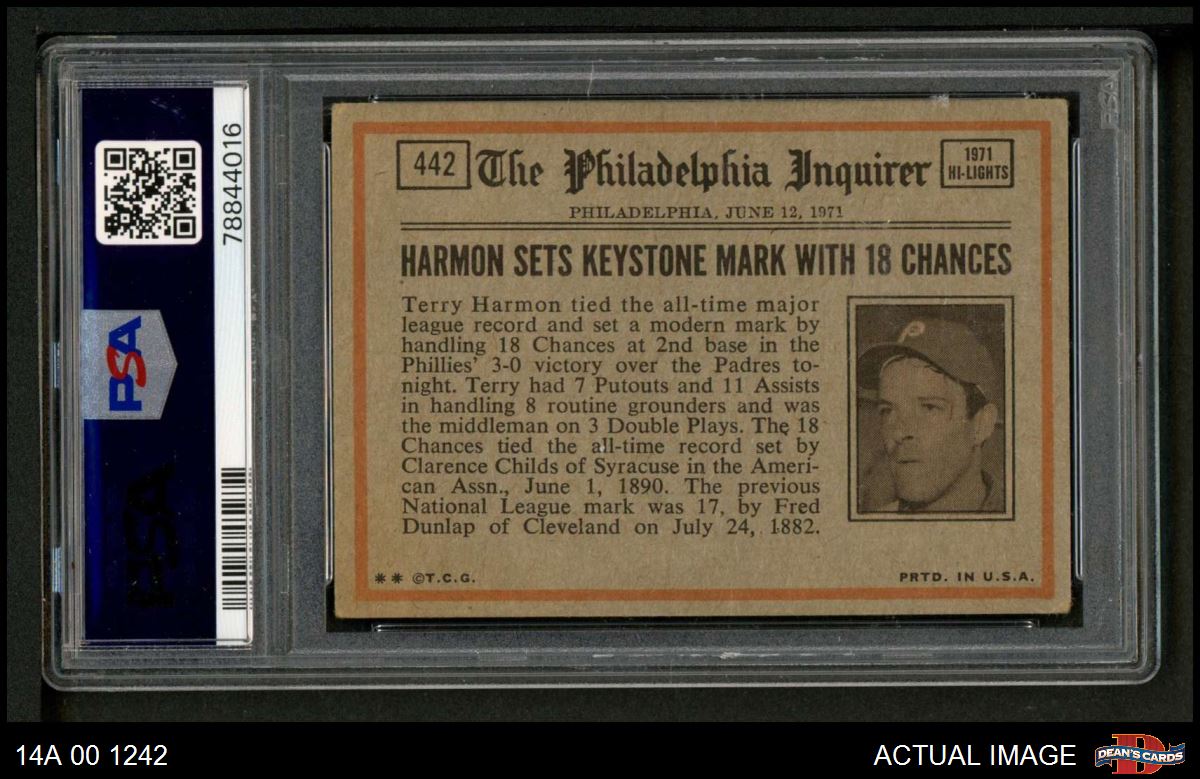 78844016
PSA
PSA
PSA
442
The Philadelphia Inquirer
1971
HI-LIGHTS
PHILADELPHIA, JUNE 12, 1971
HARMON SETS KEYSTONE MARK WITH 18 CHANCES
Terry Harmon tied the all-time major
league record and set a modern mark by
handling 18 Chances at 2nd base in the
Phillies' 3-0 victory over the Padres to-
night. Terry had 7 Putouts and 11 Assists
in handling 8 routine grounders and was
the middleman on 3 Double Plays. The 18
Chances tied the all-time record set by
Clarence Childs of Syracuse in the Ameri-
can Assn., June 1, 1890. The previous
National League mark was 17, by Fred
Dunlap of Cleveland on July 24, 1882.
P
** ©T.C.G.
PRTD. IN U.S.A.
14A 00 1242
ACTUAL IMAGE
DEAN'S CARDS